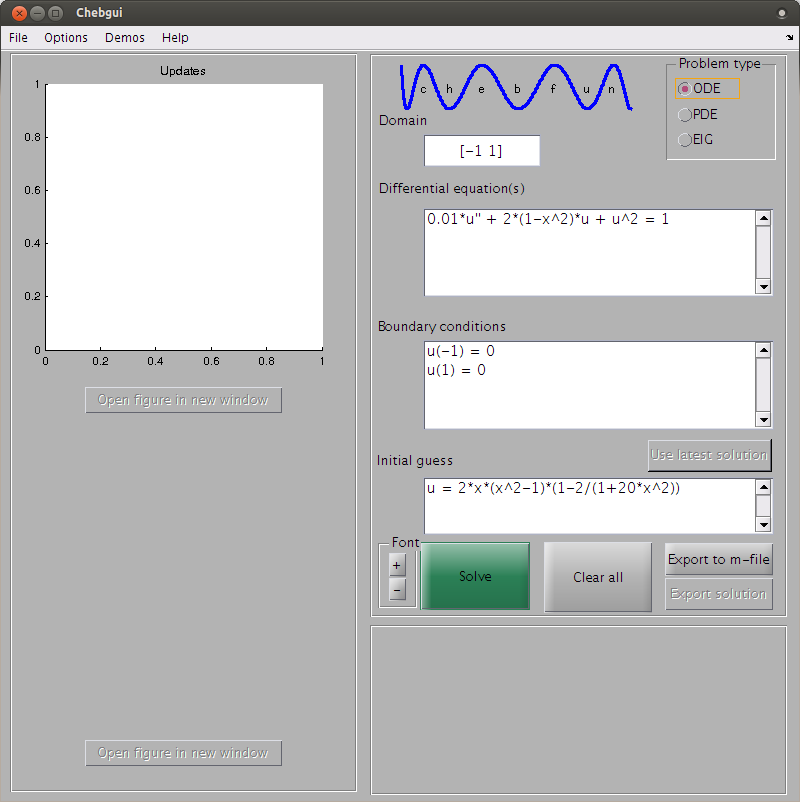 Chebgui
File Options Demos Help
Updates
1
0.8
0.6
0.4
0.2
0
0 0.2 0.4 0.6 0.8 1
Open figure in new window
Open figure in new window
c h e b f u n
Problem type
ODE
PDE
EIG
Domain
[−1 1]
Differential equation(s)
0.01*u" + 2*(1−x^2)*u + u^2 = 1
Boundary conditions
u(−1) = 0
u(1) = 0
Use latest solution
Initial guess
u = 2*x*(x^2−1)*(1−2/(1+20*x^2))
Font
+
−
Solve
Clear all
Export to m−file
Export solution